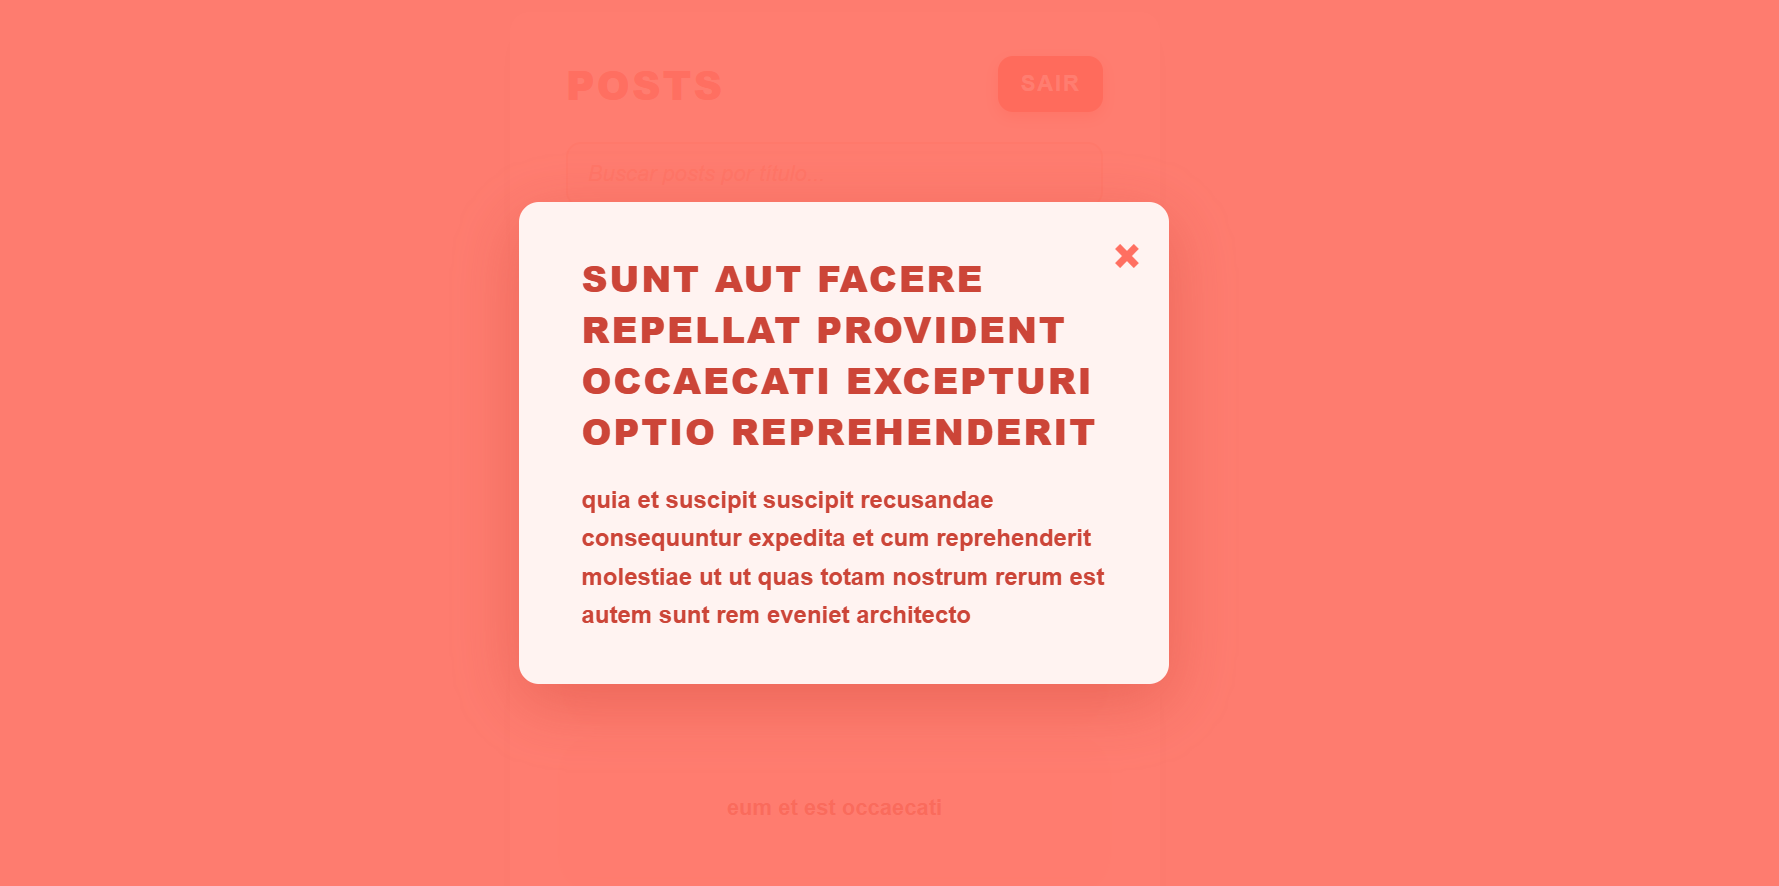 POSTS
SAIR
Buscar posts por título...
✖
SUNT AUT FACERE
REPELLAT PROVIDENT
OCCAECATI EXCEPTURI
OPTIO REPREHENDERIT
quia et suscipit suscipit recusandae
consequuntur expedita et cum reprehenderit
molestiae ut ut quas totam nostrum rerum est
autem sunt rem eveniet architecto
eum et est occaecati